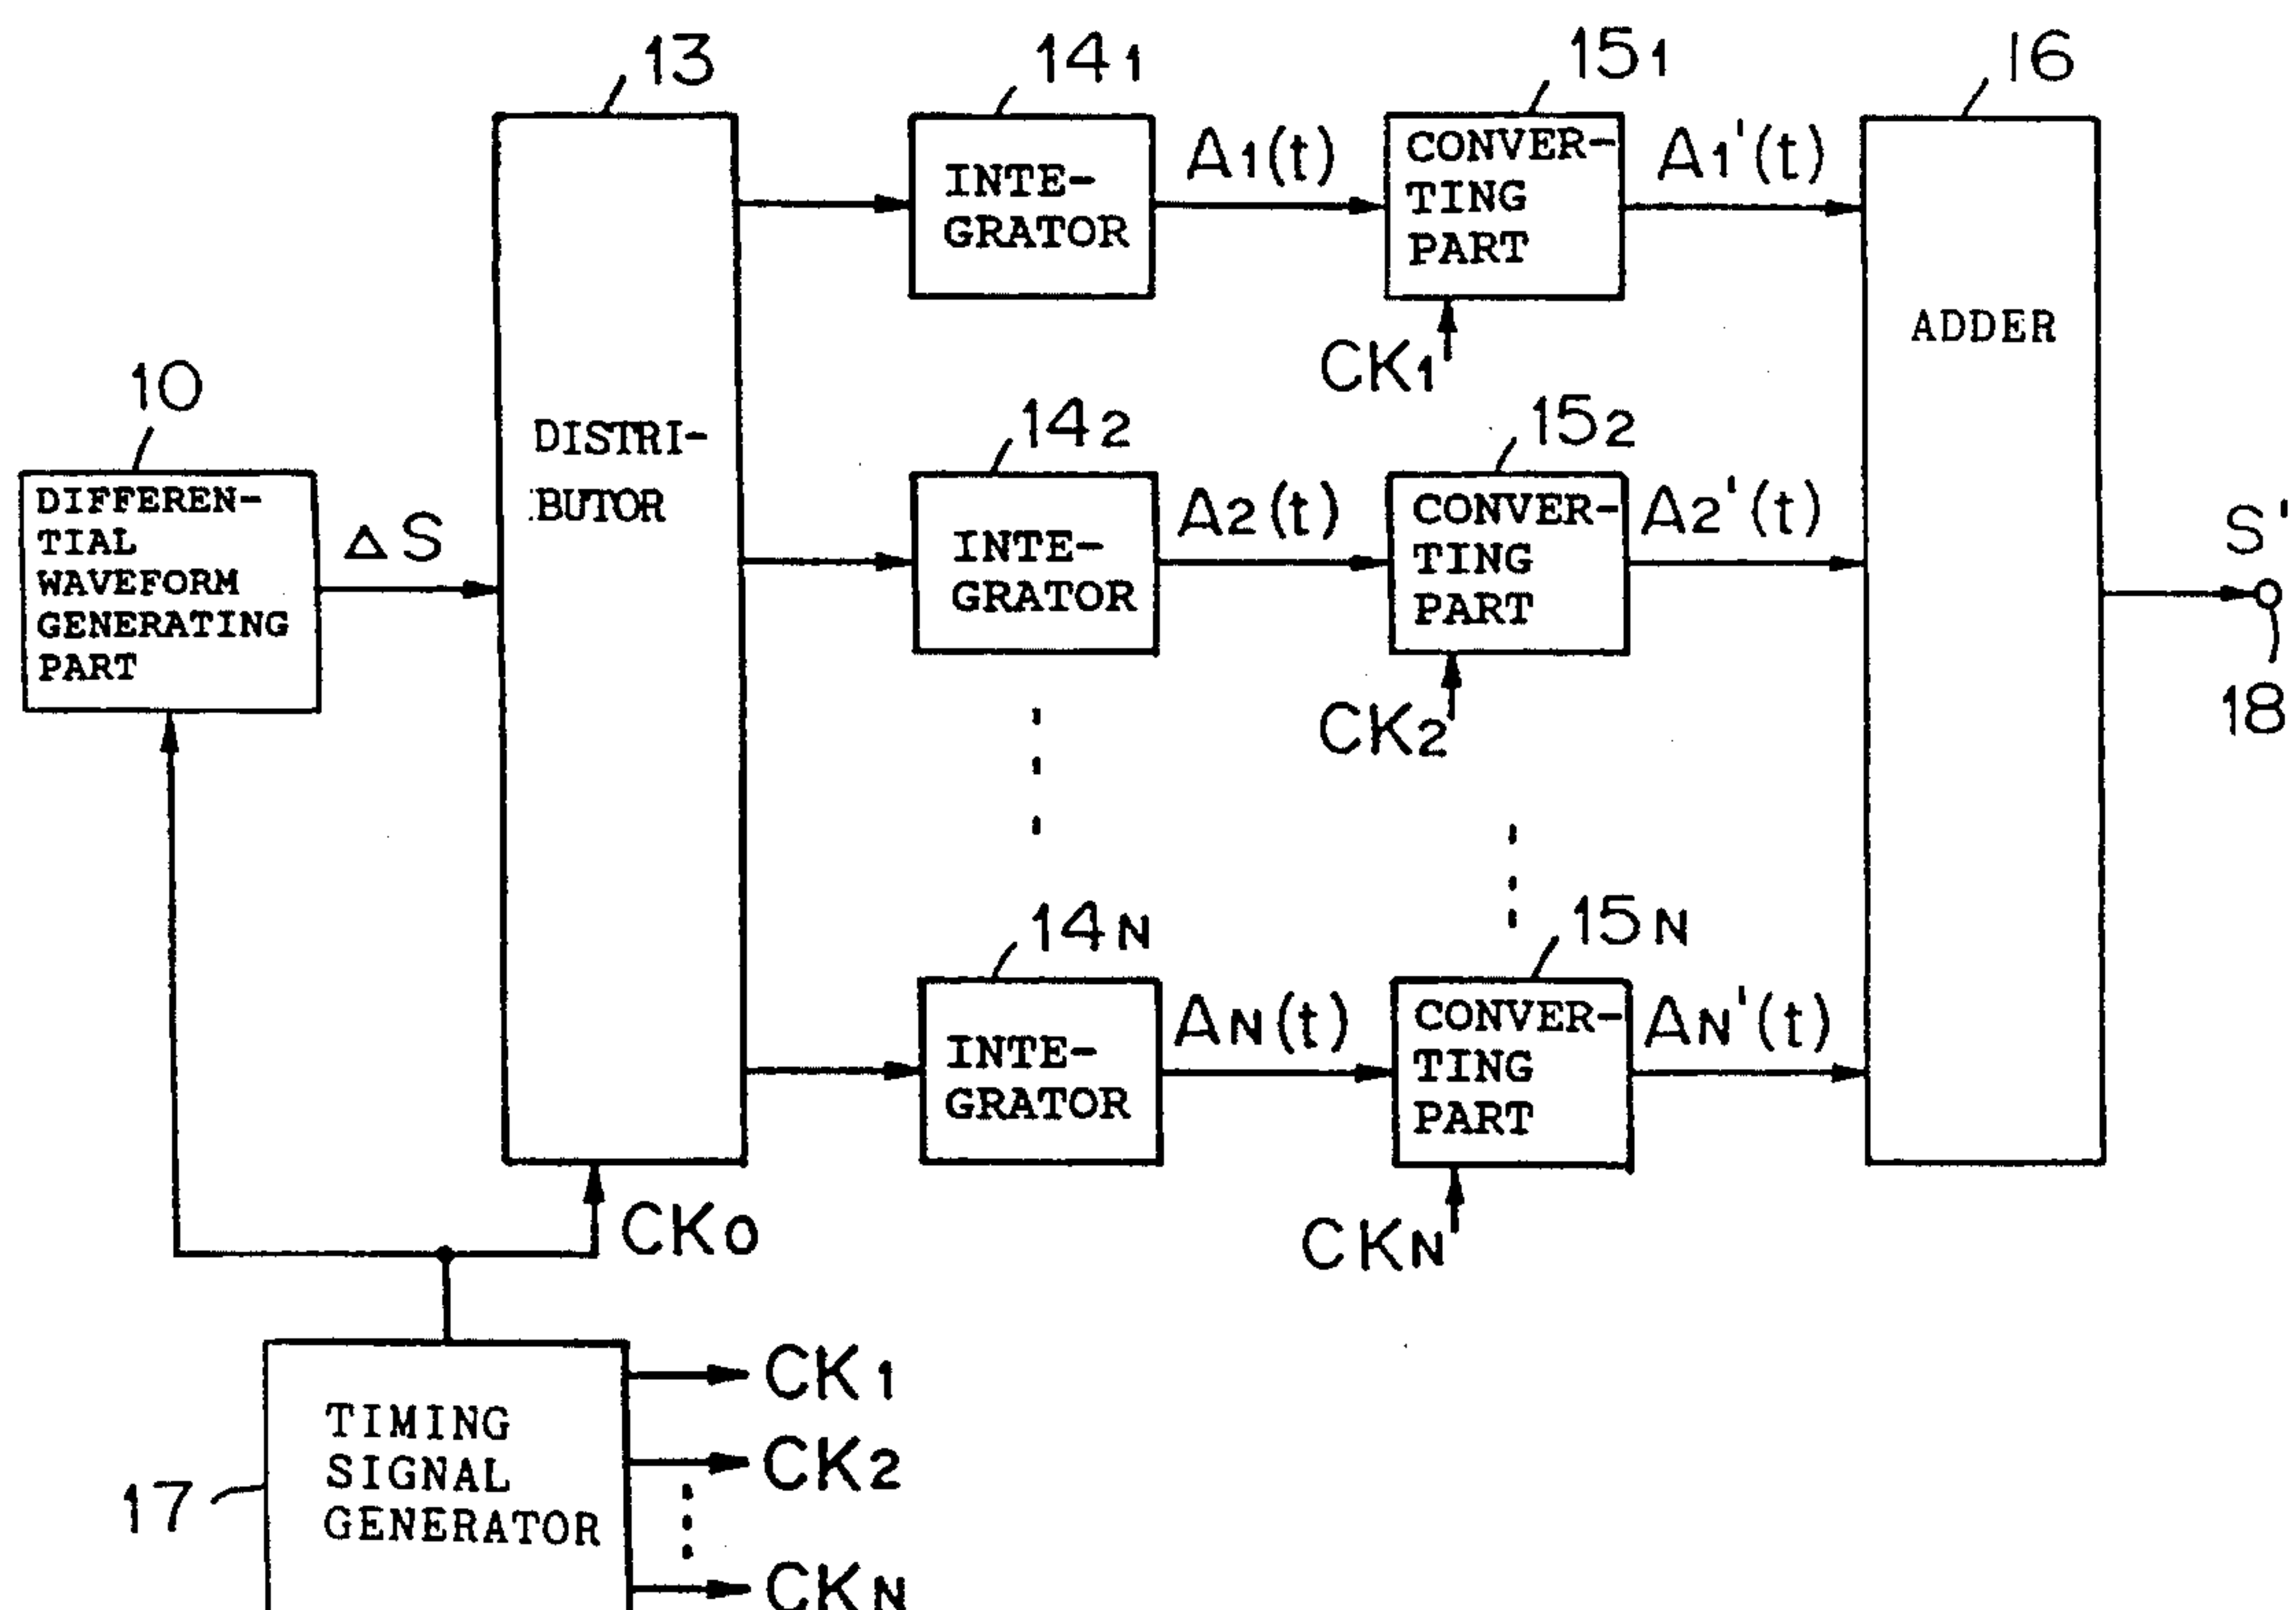 13
14₁
15₁
16
INTE-
GRATOR
A1(t)
CONVER-
TING
PART
A1'(t)
ADDER
CK1
10
DIFFEREN-
TIAL
WAVEFORM
GENERATING
PART
ΔS
DISTRI-
BUTOR
14₂
15₂
INTE-
GRATOR
A2(t)
CONVER-
TING
PART
A2'(t)
CK2
S'
18
14N
15N
INTE-
GRATOR
AN(t)
CONVER-
TING
PART
AN'(t)
CKN
CK0
17
TIMING
SIGNAL
GENERATOR
CK1
CK2
CKN